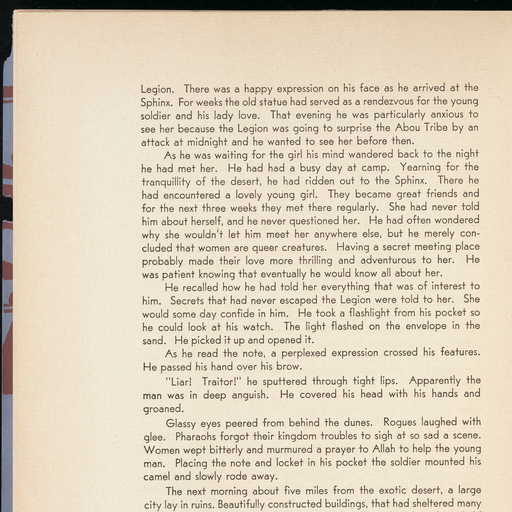 Legion. There was a happy expression on his face as he arrived at the
Sphinx. For weeks the old statue had served as a rendezvous for the young
soldier and his lady love. That evening he was particularly anxious to
see her because the Legion was going to surprise the Abou Tribe by an
attack at midnight and he wanted to see her before then.
As he was waiting for the girl his mind wandered back to the night
he had met her. He had had a busy day at camp. Yearning for the
tranquillity of the desert, he had ridden out to the Sphinx. There he
had encountered a lovely young girl. They became great friends and
for the next three weeks they met there regularly. She had never told
him about herself, and he never questioned her. He had often wondered
why she wouldn't let him meet her anywhere else, but he merely con-
cluded that women are queer creatures. Having a secret meeting place
probably made their love more thrilling and adventurous to her. He
was patient knowing that eventually he would know all about her.
He recalled how he had told her everything that was of interest to
him. Secrets that had never escaped the Legion were told to her. She
would some day confide in him. He took a flashlight from his pocket so
he could look at his watch. The light flashed on the envelope in the
sand. He picked it up and opened it.
As he read the note, a perplexed expression crossed his features.
He passed his hand over his brow.
"Liar! Traitor!" he sputtered through tight lips. Apparently the
man was in deep anguish. He covered his head with his hands and
groaned.
Glassy eyes peered from behind the dunes. Rogues laughed with
glee. Pharaohs forgot their kingdom troubles to sigh at so sad a scene.
Women wept bitterly and murmured a prayer to Allah to help the young
man. Placing the note and locket in his pocket the soldier mounted his
camel and slowly rode away.
The next morning about five miles from the exotic desert, a large
city lay in ruins. Beautifully constructed buildings, that had sheltered many